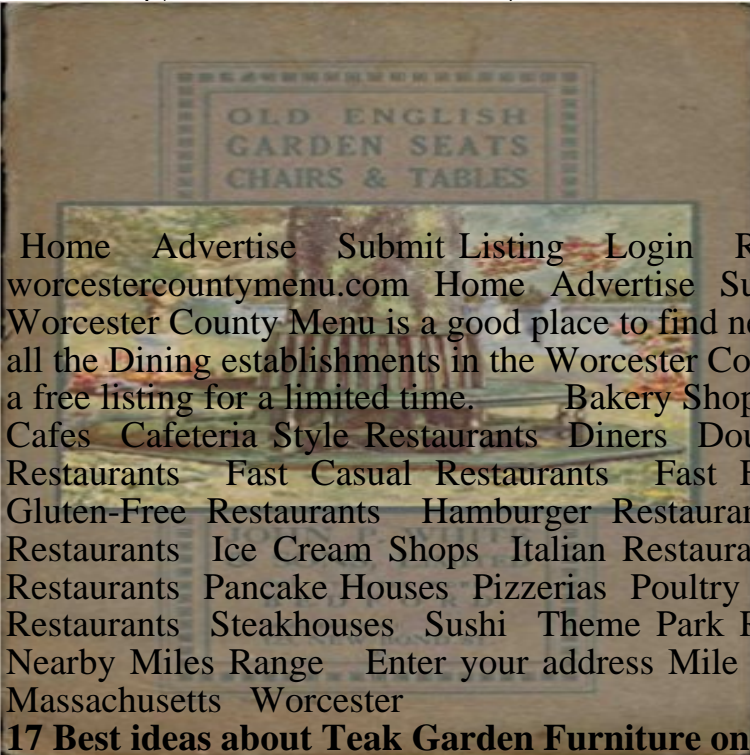 OLD ENGLISH
GARDEN SEATS
CHAIRS & TABLES
Home Advertise Submit Listing Login
worcestercountymenu.com Home Advertise
Worcester County Menu is a good place to find
all the Dining establishments in the Worcester
a free listing for a limited time. Bakery
Cafes Cafeteria Style Restaurants Diners
Restaurants Fast Casual Restaurants Fast
Gluten-Free Restaurants Hamburger
Restaurants Ice Cream Shops Italian
Restaurants Pancake Houses Pizzerias Poultry
Restaurants Steakhouses Sushi Theme Park
Nearby Miles Range Enter your address Mile
Massachusetts Worcester
17 Best ideas about Teak Garden Furniture on